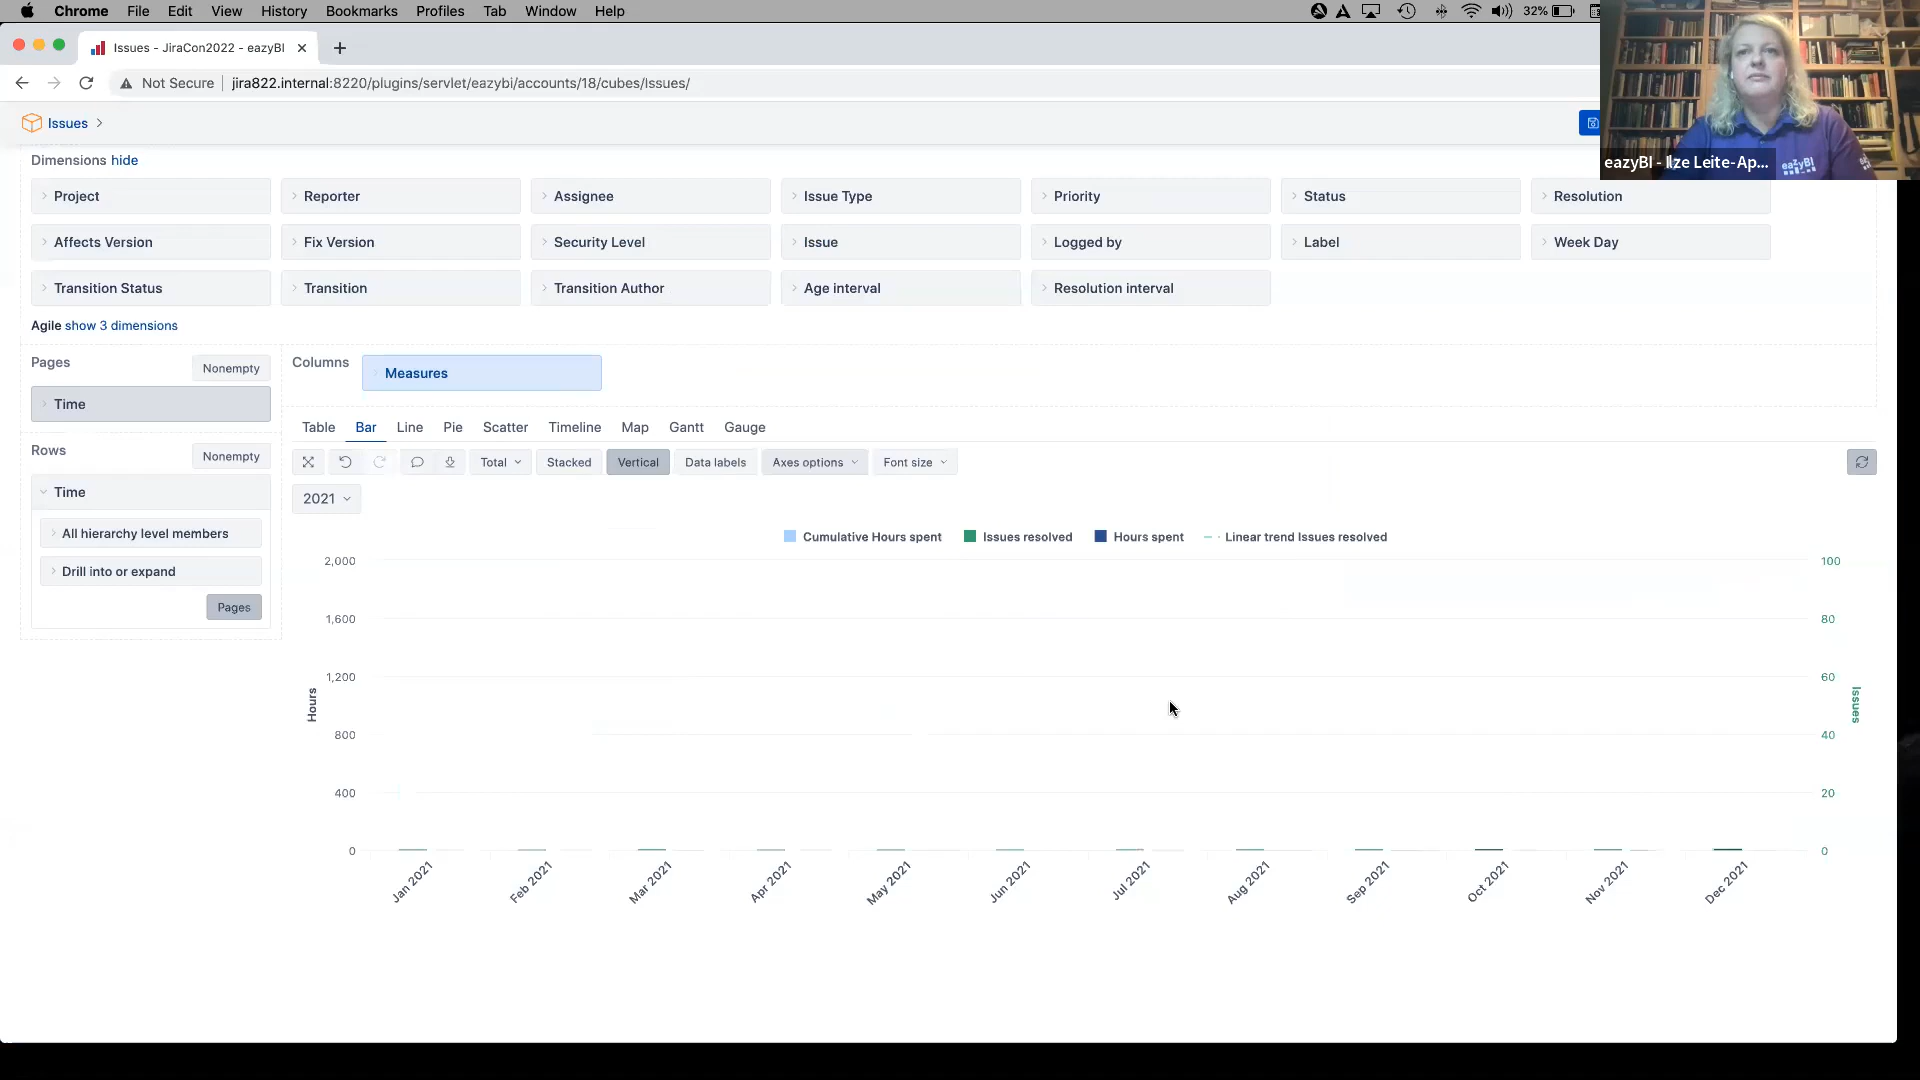 Chrome File Edit View History Bookmarks Profiles Tab Window Help 32%
Issues - JiraCon2022 - eazyBI
Not Secure jira822.internal:8220/plugins/servlet/eazybi/accounts/18/cubes/Issues/
Issues
eazyBI
eazyBI - Ilze Leite-Ap...
Dimensions hide
Project Reporter Assignee Issue Type Priority Status Resolution
Affects Version Fix Version Security Level Issue Logged by Label Week Day
Transition Status Transition Transition Author Age interval Resolution interval
Agile show 3 dimensions
Pages Nonempty Columns Measures
Time
Table Bar Line Pie Scatter Timeline Map Gantt Gauge
Rows Nonempty
Total Stacked Vertical Data labels Axes options Font size
Time
2021
All hierarchy level members
Drill into or expand
Pages
Cumulative Hours spent Issues resolved Hours spent Linear trend Issues resolved
2,000 100
1,600 80
1,200 60
Hours Issues
800 40
400 20
0 0
Jan 2021 Feb 2021 Mar 2021 Apr 2021 May 2021 Jun 2021 Jul 2021 Aug 2021 Sep 2021 Oct 2021 Nov 2021 Dec 2021